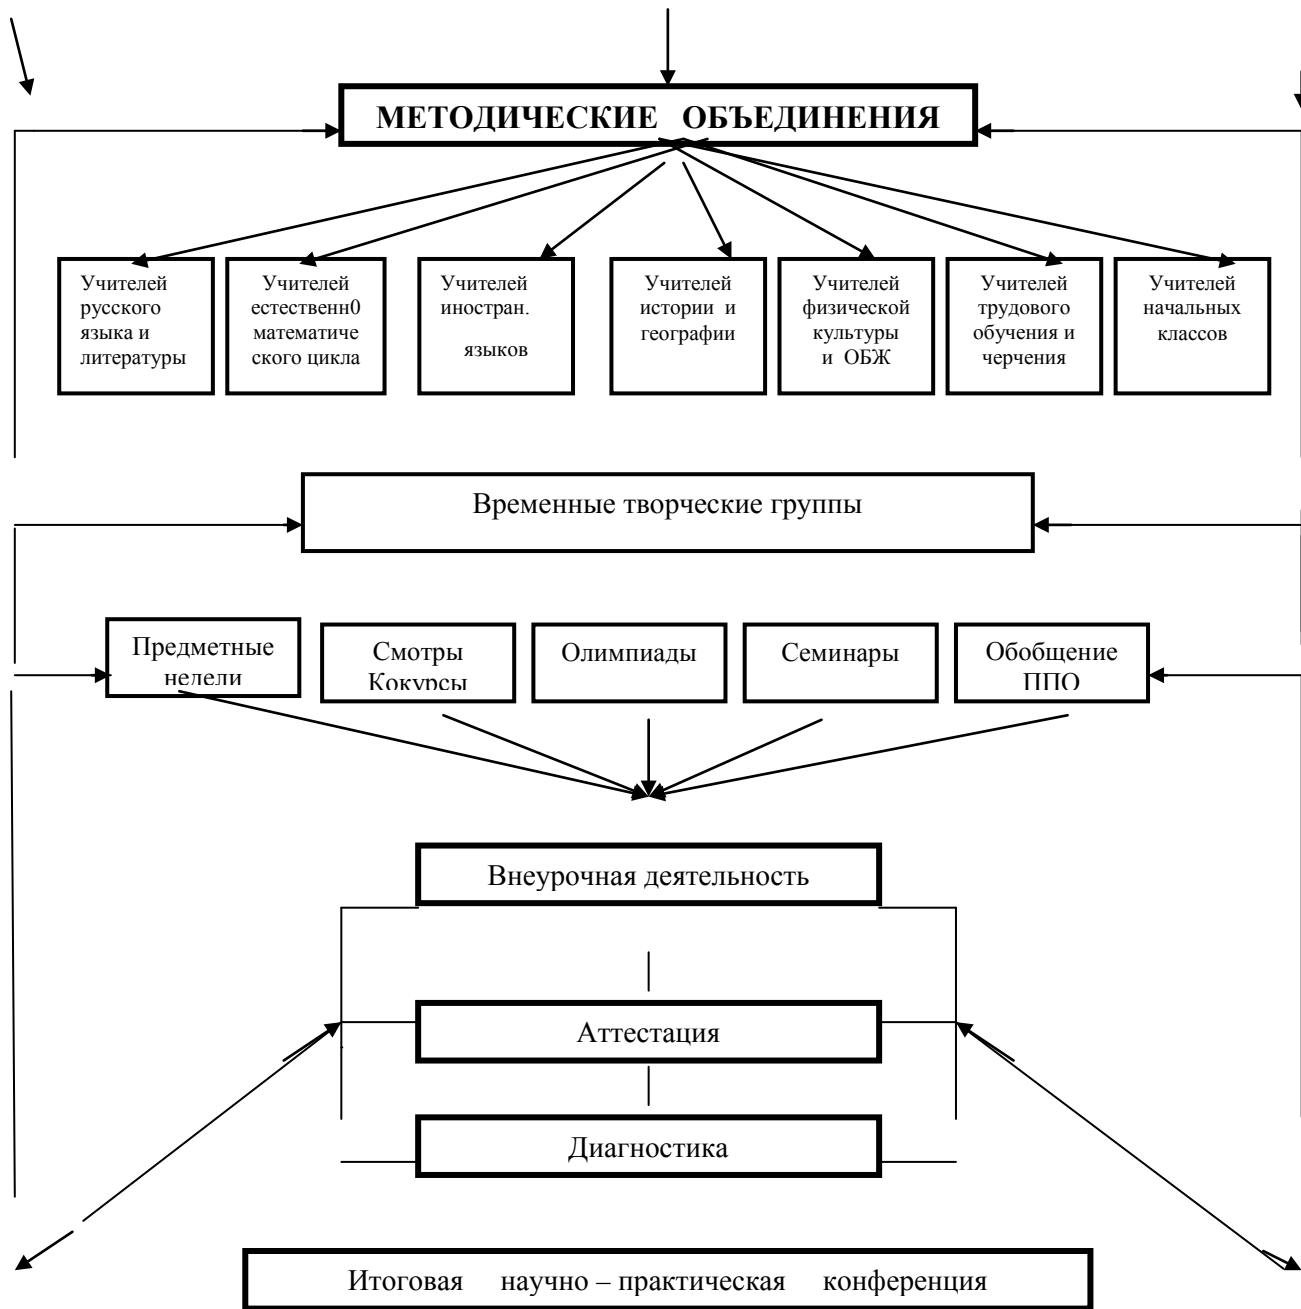 МЕТОДИЧЕСКИЕ ОБЪЕДИНЕНИЯ
Учителей
русского
языка и
литературы
Учителей
естественн0
математиче
ского цикла
Учителей
иностран.
языков
Учителей
истории и
географии
Учителей
физической
культуры
и ОБЖ
Учителей
трудового
обучения и
черчения
Учителей
начальных
классов
Временные творческие группы
Предметные
недели
Смотры
Кокурсы
Олимпиады
Семинары
Обобщение
ППО
Внеурочная деятельность
Аттестация
Диагностика
Итоговая научно – практическая конференция